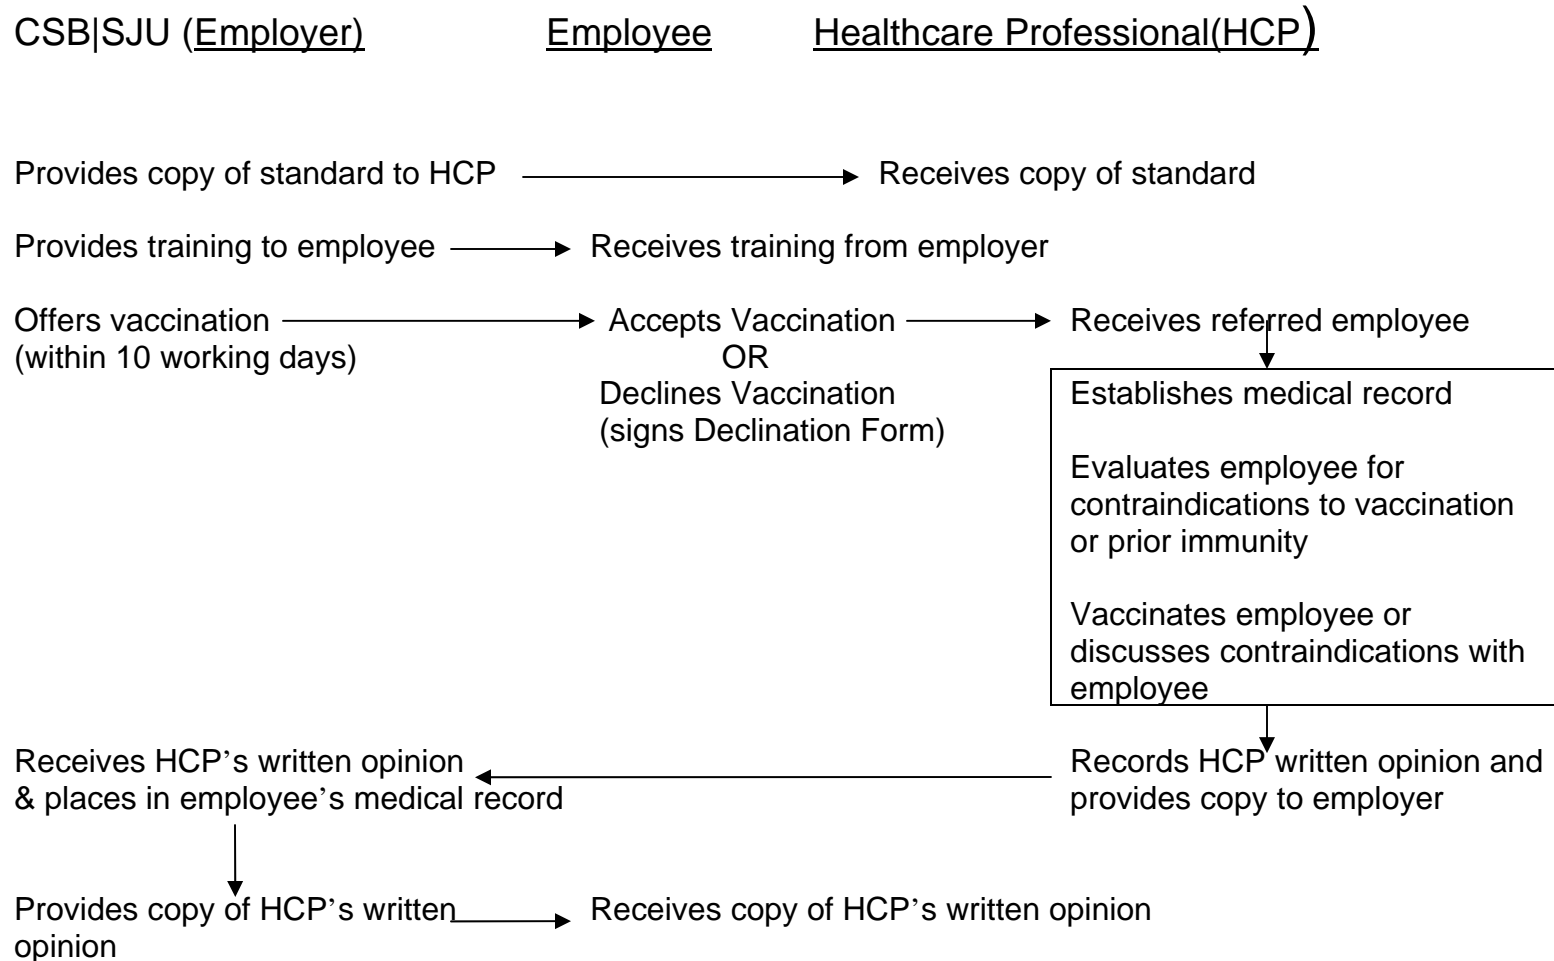 CSB|SJU (Employer) Employee Healthcare Professional(HCP)
Provides copy of standard to HCP Receives copy of standard
Provides training to employee Receives training from employer
Offers vaccination Accepts Vaccination Receives referred employee
(within 10 working days) OR
Declines Vaccination Establishes medical record
(signs Declination Form)
Evaluates employee for
contraindications to vaccination
or prior immunity
Vaccinates employee or
discusses contraindications with
employee
Receives HCP’s written opinion Records HCP written opinion and
& places in employee’s medical record provides copy to employer
Provides copy of HCP’s written Receives copy of HCP’s written opinion
opinion